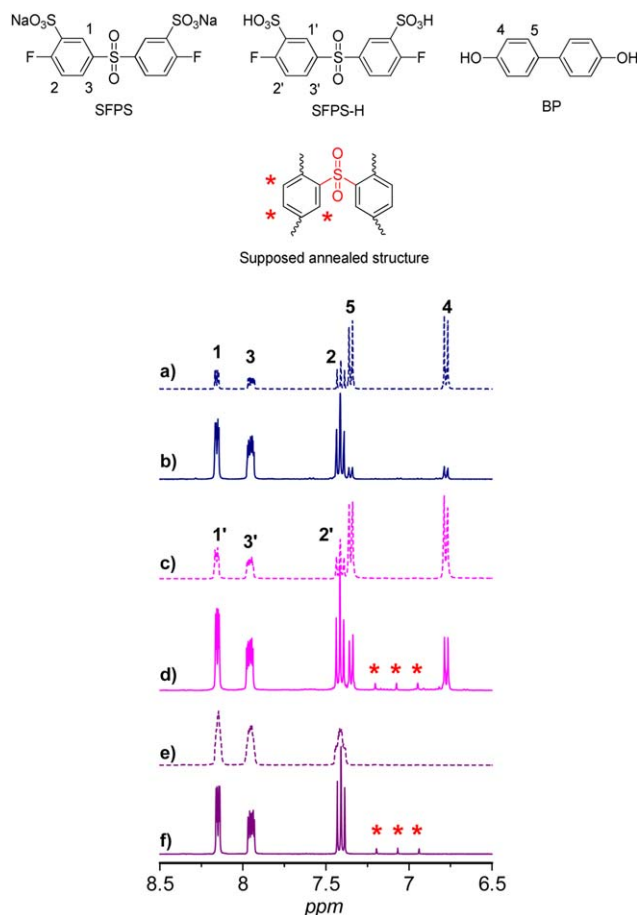 NaO₃S SO₃Na
1
F F
S
O O
2 3
SFPS
HO₃S SO₃H
1'
F F
S
O O
2' 3'
SFPS-H
4 5
HO OH
BP
O
S
O
* * *
Supposed annealed structure
1 3 2 5 4
a)
b)
1' 3' 2'
c)
d) * * *
e)
f) * * *
8.5 8 7.5 7 6.5
ppm